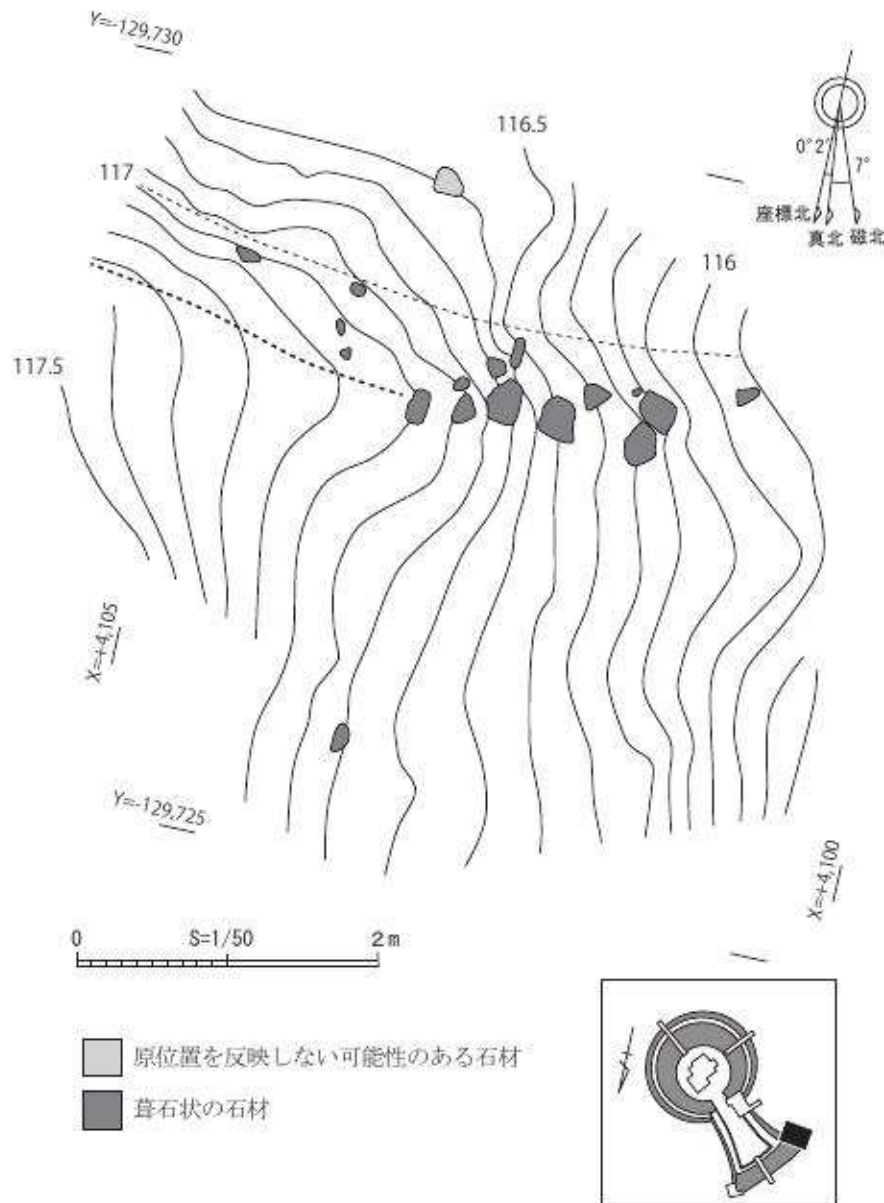 Y=-129,730
116.5
0°2′
7°
座標北
真北
磁北
117
116
117.5
X=+4,105
Y=-129,725
X=+4,100
0 S=1/50 2m
原位置を反映しない可能性のある石材
葺石状の石材